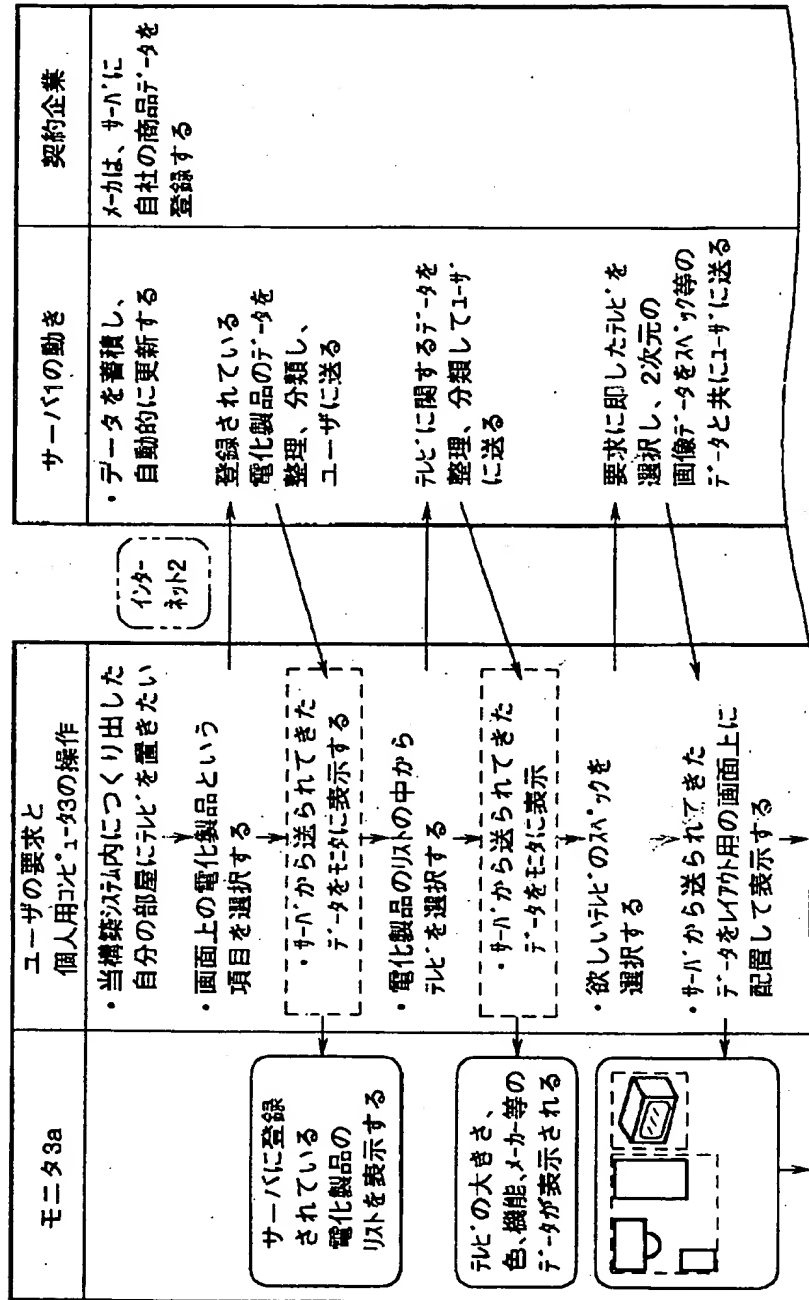 モニタ3a
サーバに登録
されている
電化製品の
リストを表示する
テレビの大きさ、
色、機能、メーカー等の
データが表示される
ユーザの要求と
個人用コンピュータ3の操作
・当構築システム内につくり出した
自分の部屋にテレビを置きたい
・画面上の電化製品という
項目を選択する
・サーバから送られてきた
データをモニタに表示する
・電化製品のリストの中から
テレビを選択する
・サーバから送られてきた
データをモニタに表示
・欲しいテレビのスペックを
選択する
・サーバから送られてきた
データをレイアウト用の画面上に
配置して表示する
インター
ネット2
サーバ1の動き
・データを蓄積し、
自動的に更新する
登録されている
電化製品のデータを
整理、分類し、
ユーザに送る
テレビに関するデータを
整理、分類してユーザ
に送る
要求に即したテレビを
選択し、2次元の
画像データをスペック等の
データと共にユーザに送る
契約企業
メーカは、サーバに
自社の商品データを
登録する